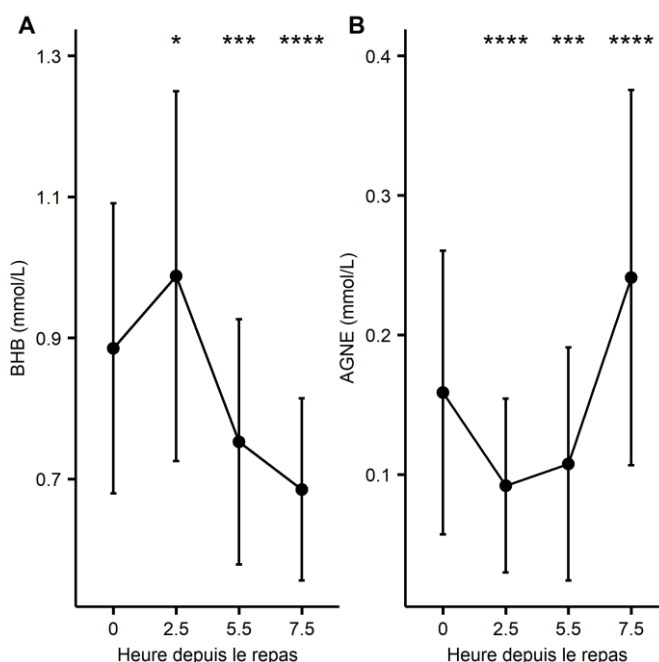 A
* *** ****
1.3
1.1
0.9
0.7
BHB (mmol/L)
0 2.5 5.5 7.5
Heure depuis le repas
B
**** *** ****
0.4
0.3
0.2
0.1
AGNE (mmol/L)
0 2.5 5.5 7.5
Heure depuis le repas